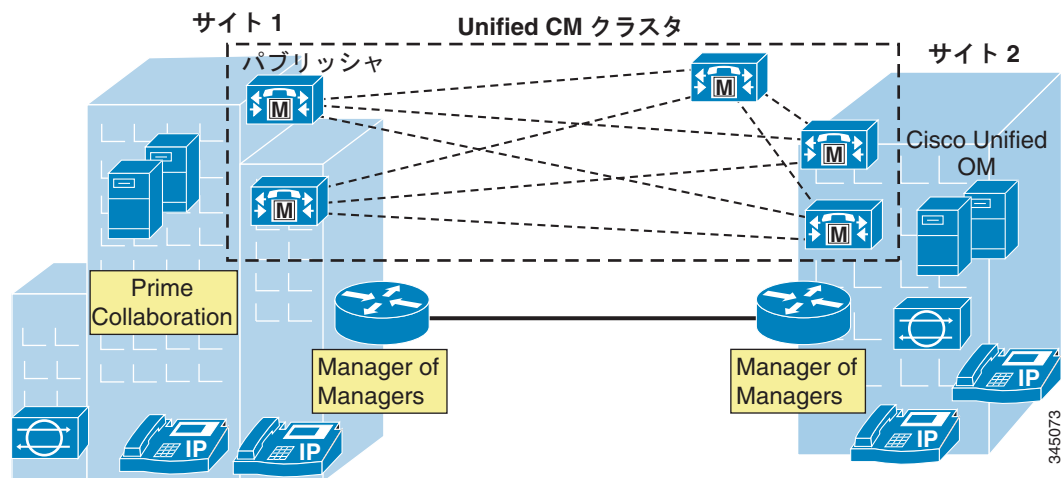 サイト 1
Unified CM クラスタ
サイト 2
パブリッシャ
M
M
M
M
M
Cisco Unified
OM
Prime
Collaboration
Manager of
Managers
Manager of
Managers
IP
IP
IP
IP
345073